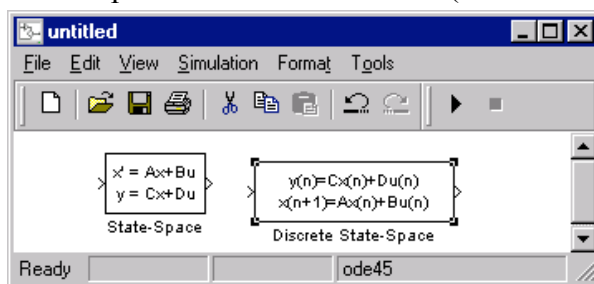 untitled
File Edit View Simulation Format Tools
x' = Ax+Bu
y = Cx+Du
State-Space
y(n)=Cx(n)+Du(n)
x(n+1)=Ax(n)+Bu(n)
Discrete State-Space
Ready ode45